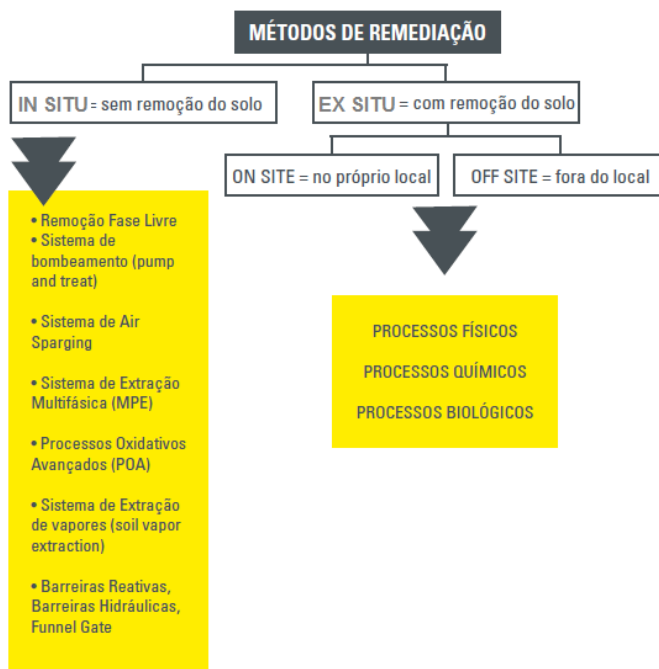 MÉTODOS DE REMEDIAÇÃO
IN SITU = sem remoção do solo
EX SITU = com remoção do solo
ON SITE = no próprio local
OFF SITE = fora do local
• Remoção Fase Livre
• Sistema de
bombeamento (pump
and treat)
• Sistema de Air
Sparging
• Sistema de Extração
Multifásica (MPE)
• Processos Oxidativos
Avançados (POA)
• Sistema de Extração
de vapores (soil vapor
extraction)
• Barreiras Reativas,
Barreiras Hidráulicas,
Funnel Gate
PROCESSOS FÍSICOS
PROCESSOS QUÍMICOS
PROCESSOS BIOLÓGICOS